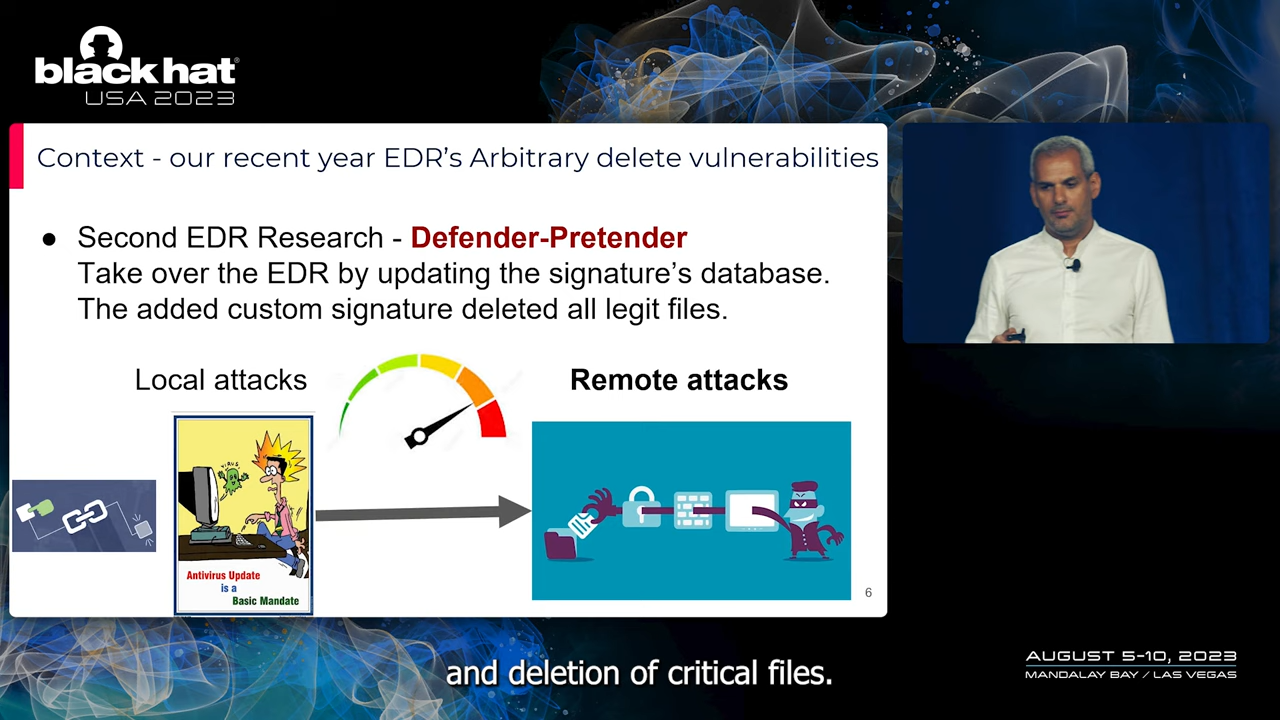 black hat®
USA 2023
Context - our recent year EDR's Arbitrary delete vulnerabilities
● Second EDR Research - Defender-Pretender
Take over the EDR by updating the signature's database.
The added custom signature deleted all legit files.
Local attacks
Remote attacks
VIRUS
Antivirus Update
is a
Basic Mandate
6
and deletion of critical files.
AUGUST 5-10, 2023
MANDALAY BAY / LAS VEGAS